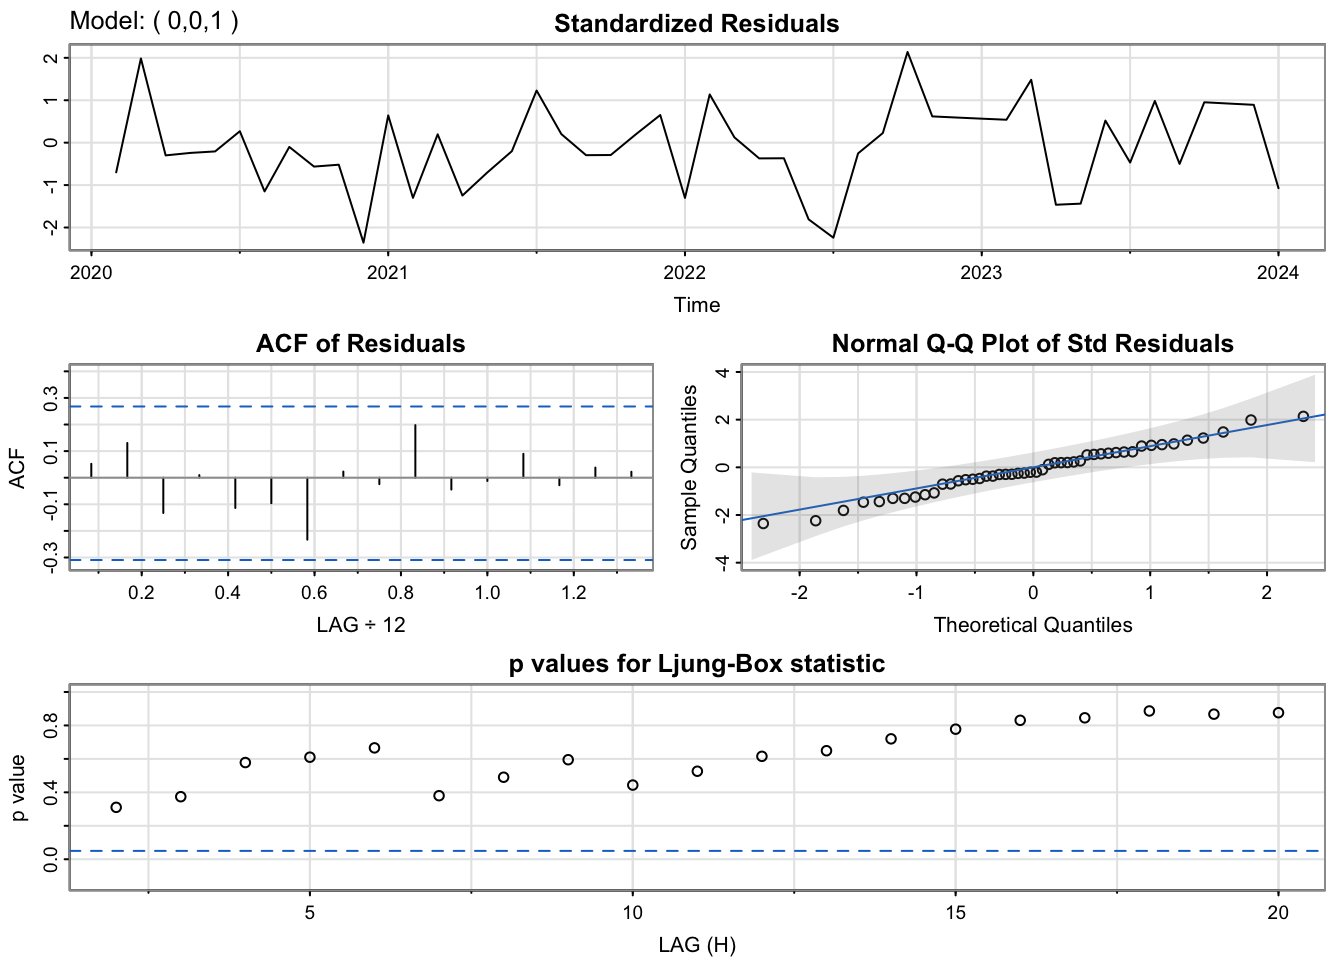 Model: ( 0,0,1 )
Standardized Residuals
2
1
0
-1
-2
2020 2021 2022 2023 2024
Time
ACF of Residuals
ACF
0.3
0.1
-0.1
-0.3
0.2 0.4 0.6 0.8 1.0 1.2
LAG ÷ 12
Normal Q-Q Plot of Std Residuals
Sample Quantiles
4
2
0
-2
-4
-2 -1 0 1 2
Theoretical Quantiles
p values for Ljung-Box statistic
p value
0.8
0.4
0.0
5 10 15 20
LAG (H)